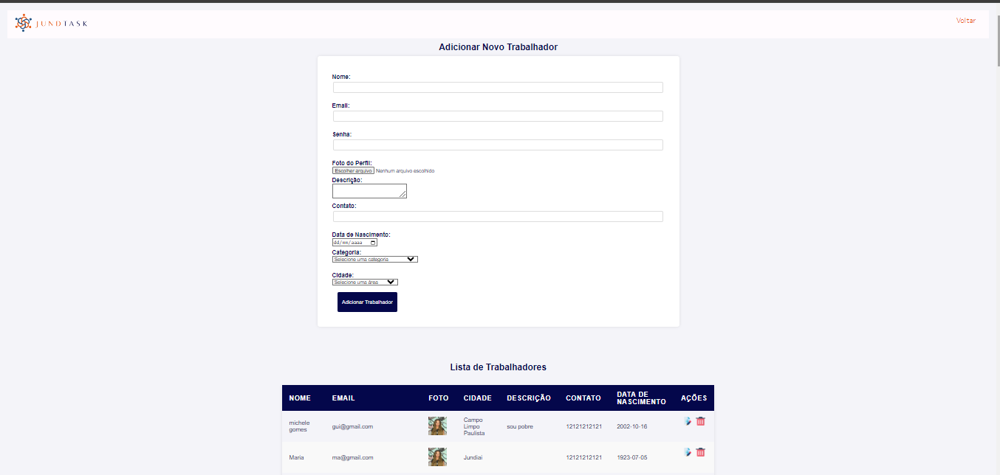 JUNDTASK
Voltar
Adicionar Novo Trabalhador
Nome:
Email:
Senha:
Foto do Perfil:
Escolher arquivo Nenhum arquivo escolhido
Descrição:
Contato:
Data de Nascimento:
dd/mm/aaaa
Categoria:
Selecione uma categoria
Cidade:
Selecione uma área
Adicionar Trabalhador
Lista de Trabalhadores
NOME EMAIL FOTO CIDADE DESCRIÇÃO CONTATO DATA DE NASCIMENTO AÇÕES
michele gomes gui@gmail.com Campo Limpo Paulista sou pobre 12121212121 2002-10-16
Maria ma@gmail.com Jundiai 12121212121 1923-07-05